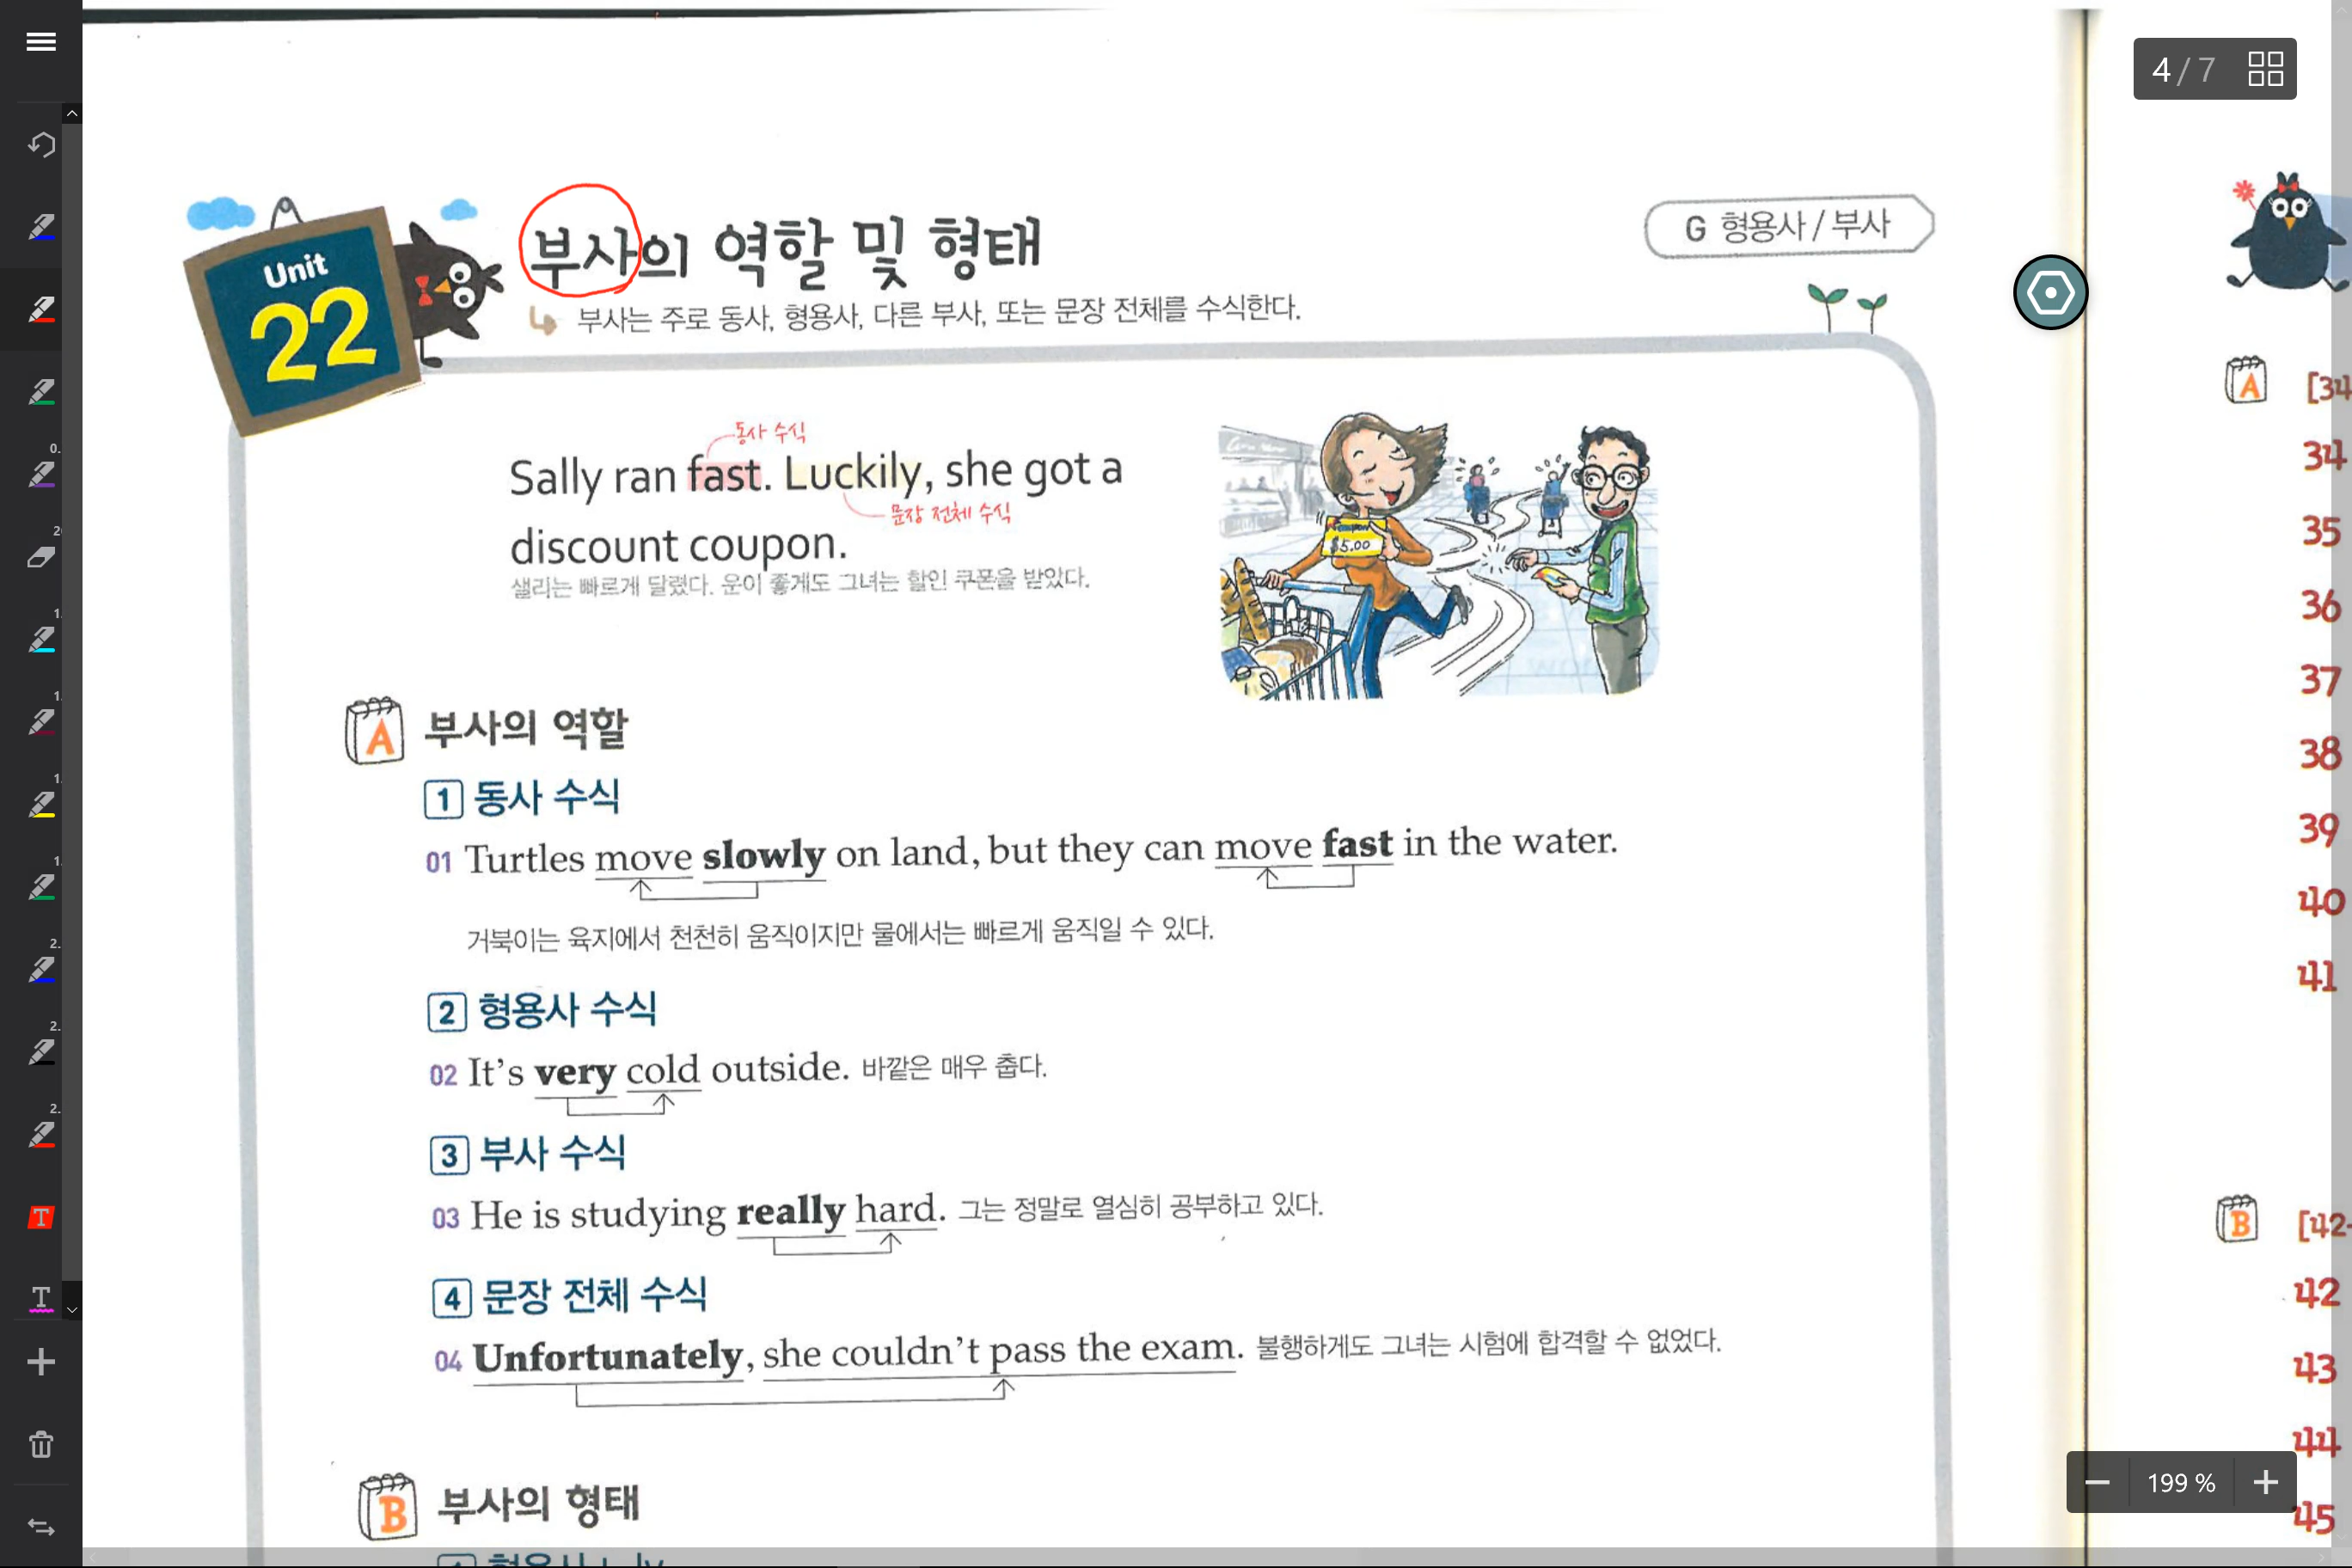 4 / 7
Unit
22
부사의 역할 및 형태
부사는 주로 동사, 형용사, 다른 부사, 또는 문장 전체를 수식한다.
G 형용사 / 부사
동사 수식
Sally ran fast. Luckily, she got a
문장 전체 수식
discount coupon.
샐리는 빠르게 달렸다. 운이 좋게도 그녀는 할인 쿠폰을 받았다.
coupon
$5.00
A 부사의 역할
1 동사 수식
01 Turtles move slowly on land, but they can move fast in the water.
거북이는 육지에서 천천히 움직이지만 물에서는 빠르게 움직일 수 있다.
2 형용사 수식
02 It's very cold outside. 바깥은 매우 춥다.
3 부사 수식
03 He is studying really hard. 그는 정말로 열심히 공부하고 있다.
4 문장 전체 수식
04 Unfortunately, she couldn't pass the exam. 불행하게도 그녀는 시험에 합격할 수 없었다.
B 부사의 형태
A [34
34
35
36
37
38
39
40
41
B [42-
42
43
44
45
199 %